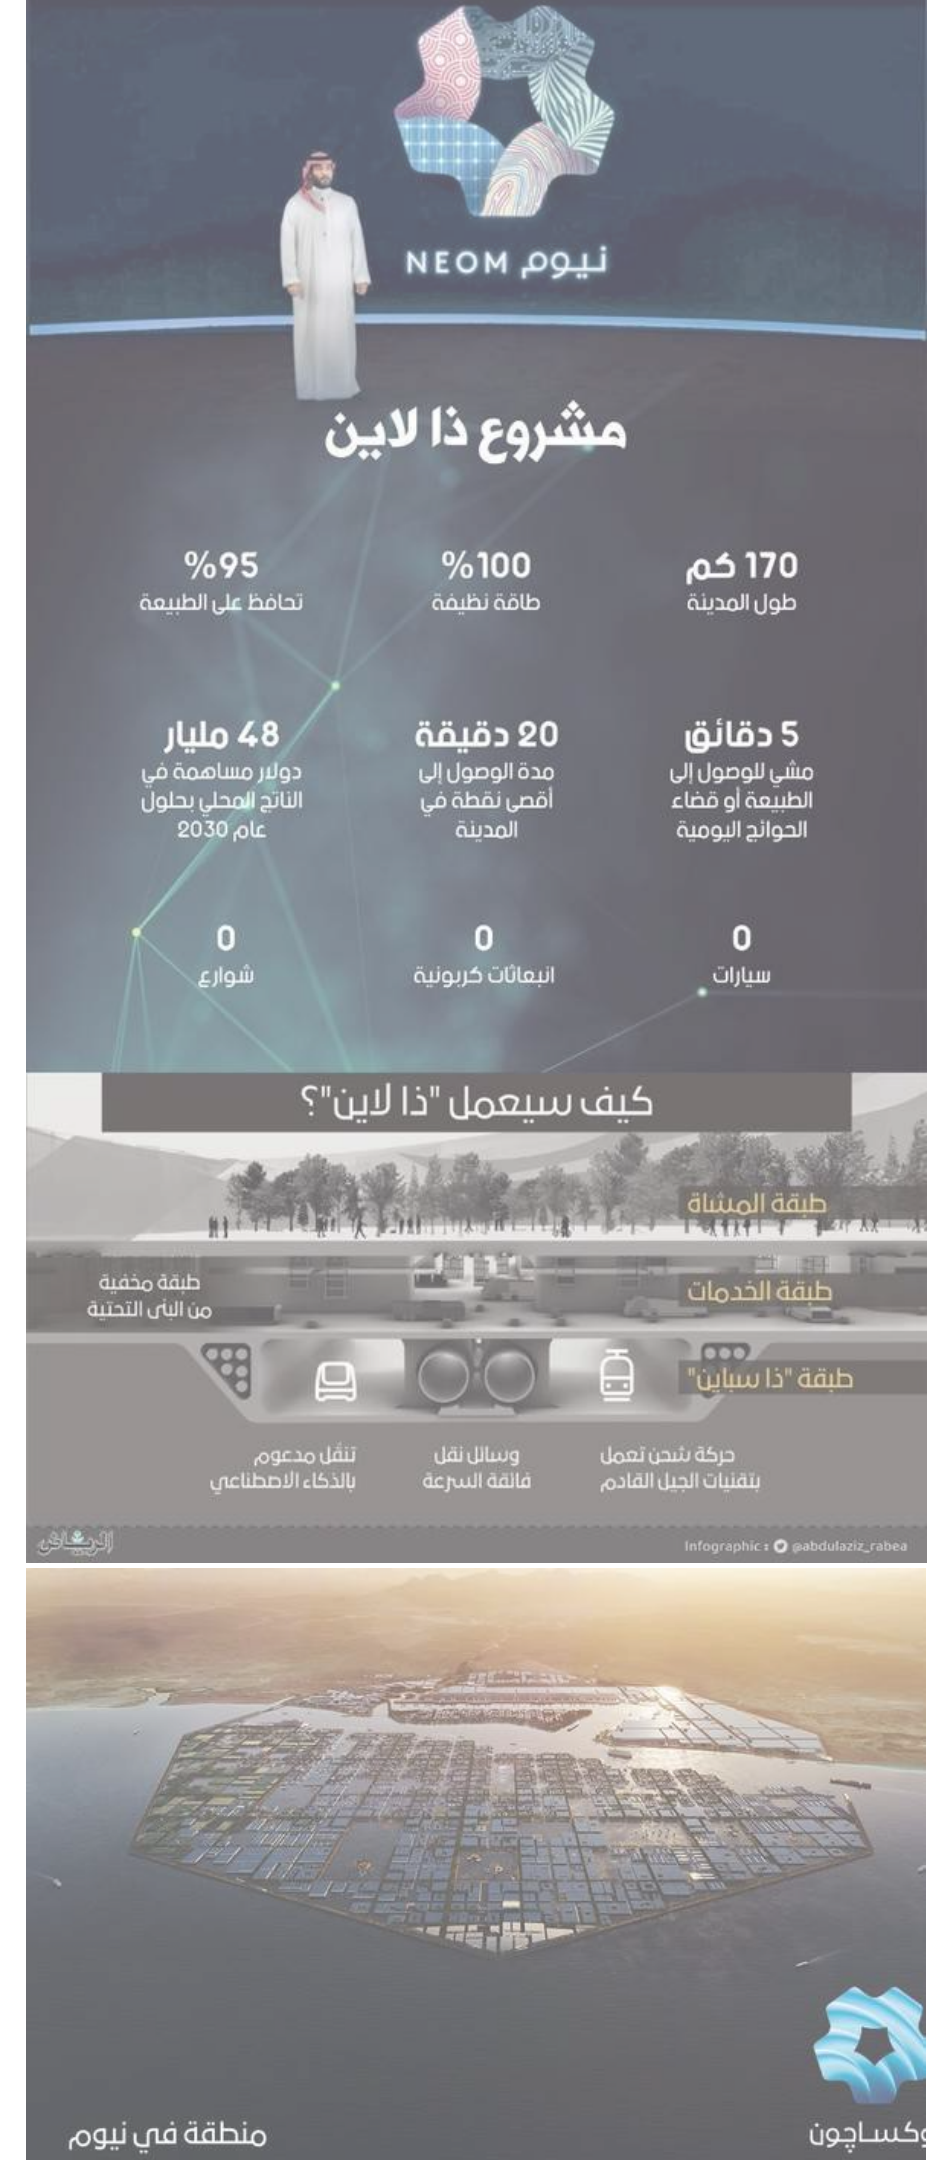 نيوم NEOM
مشروع ذا لاين
170 كم
طول المدينة
%100
طاقة نظيفة
%95
تحافظ على الطبيعة
5 دقائق
مشي للوصول إلى
الطبيعة أو قضاء
الحوائج اليومية
20 دقيقة
مدة الوصول إلى
أقصى نقطة في
المدينة
48 مليار
دولار مساهمة في
الناتج المحلي بحلول
عام 2030
0
سيارات
0
انبعاثات كربونية
0
شوارع
كيف سيعمل "ذا لاين"؟
طبقة المشاة
طبقة الخدمات
طبقة مخفية
من البنى التحتية
طبقة "ذا سباين"
حركة شحن تعمل
بتقنيات الجيل القادم
وسائل نقل
فائقة السرعة
تنقّل مدعوم
بالذكاء الاصطناعي
Infographic : @abdulaziz_rabea
الرياض
وكساچون
منطقة في نيوم